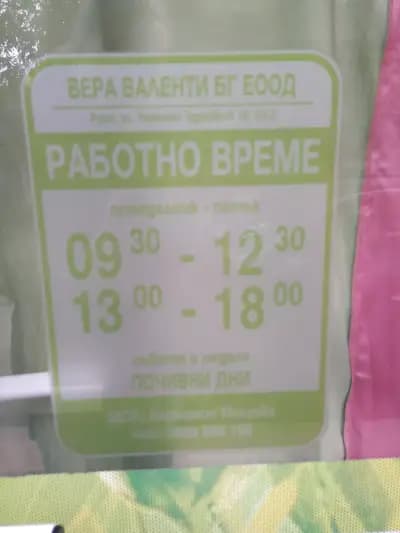 ВЕРА ВАЛЕНТИ БГ ЕООД
РАБОТНО ВРЕМЕ
понеделник - петък
09 30 - 12 30
13 00 - 18 00
събота и неделя
ПОЧИВНИ ДНИ